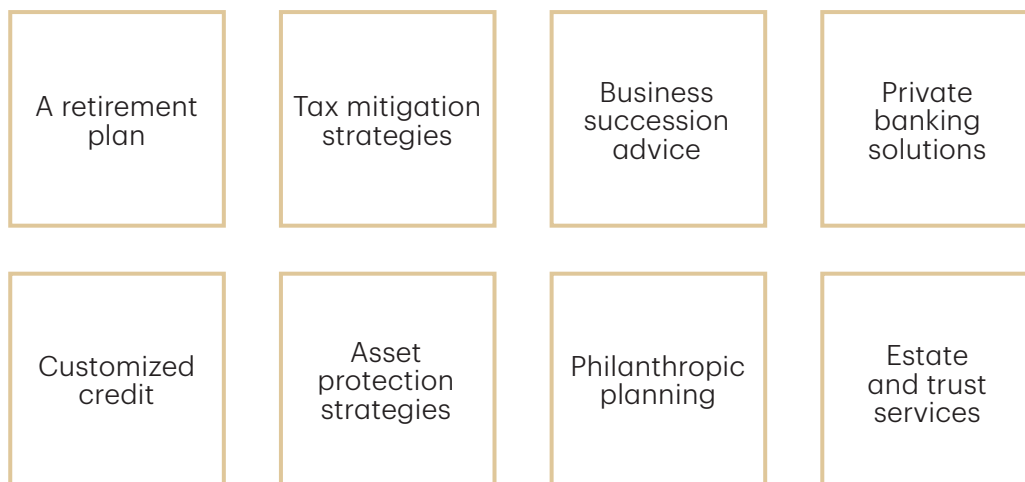 A retirement
plan
Tax mitigation
strategies
Business
succession
advice
Private
banking
solutions
Customized
credit
Asset
protection
strategies
Philanthropic
planning
Estate
and trust
services